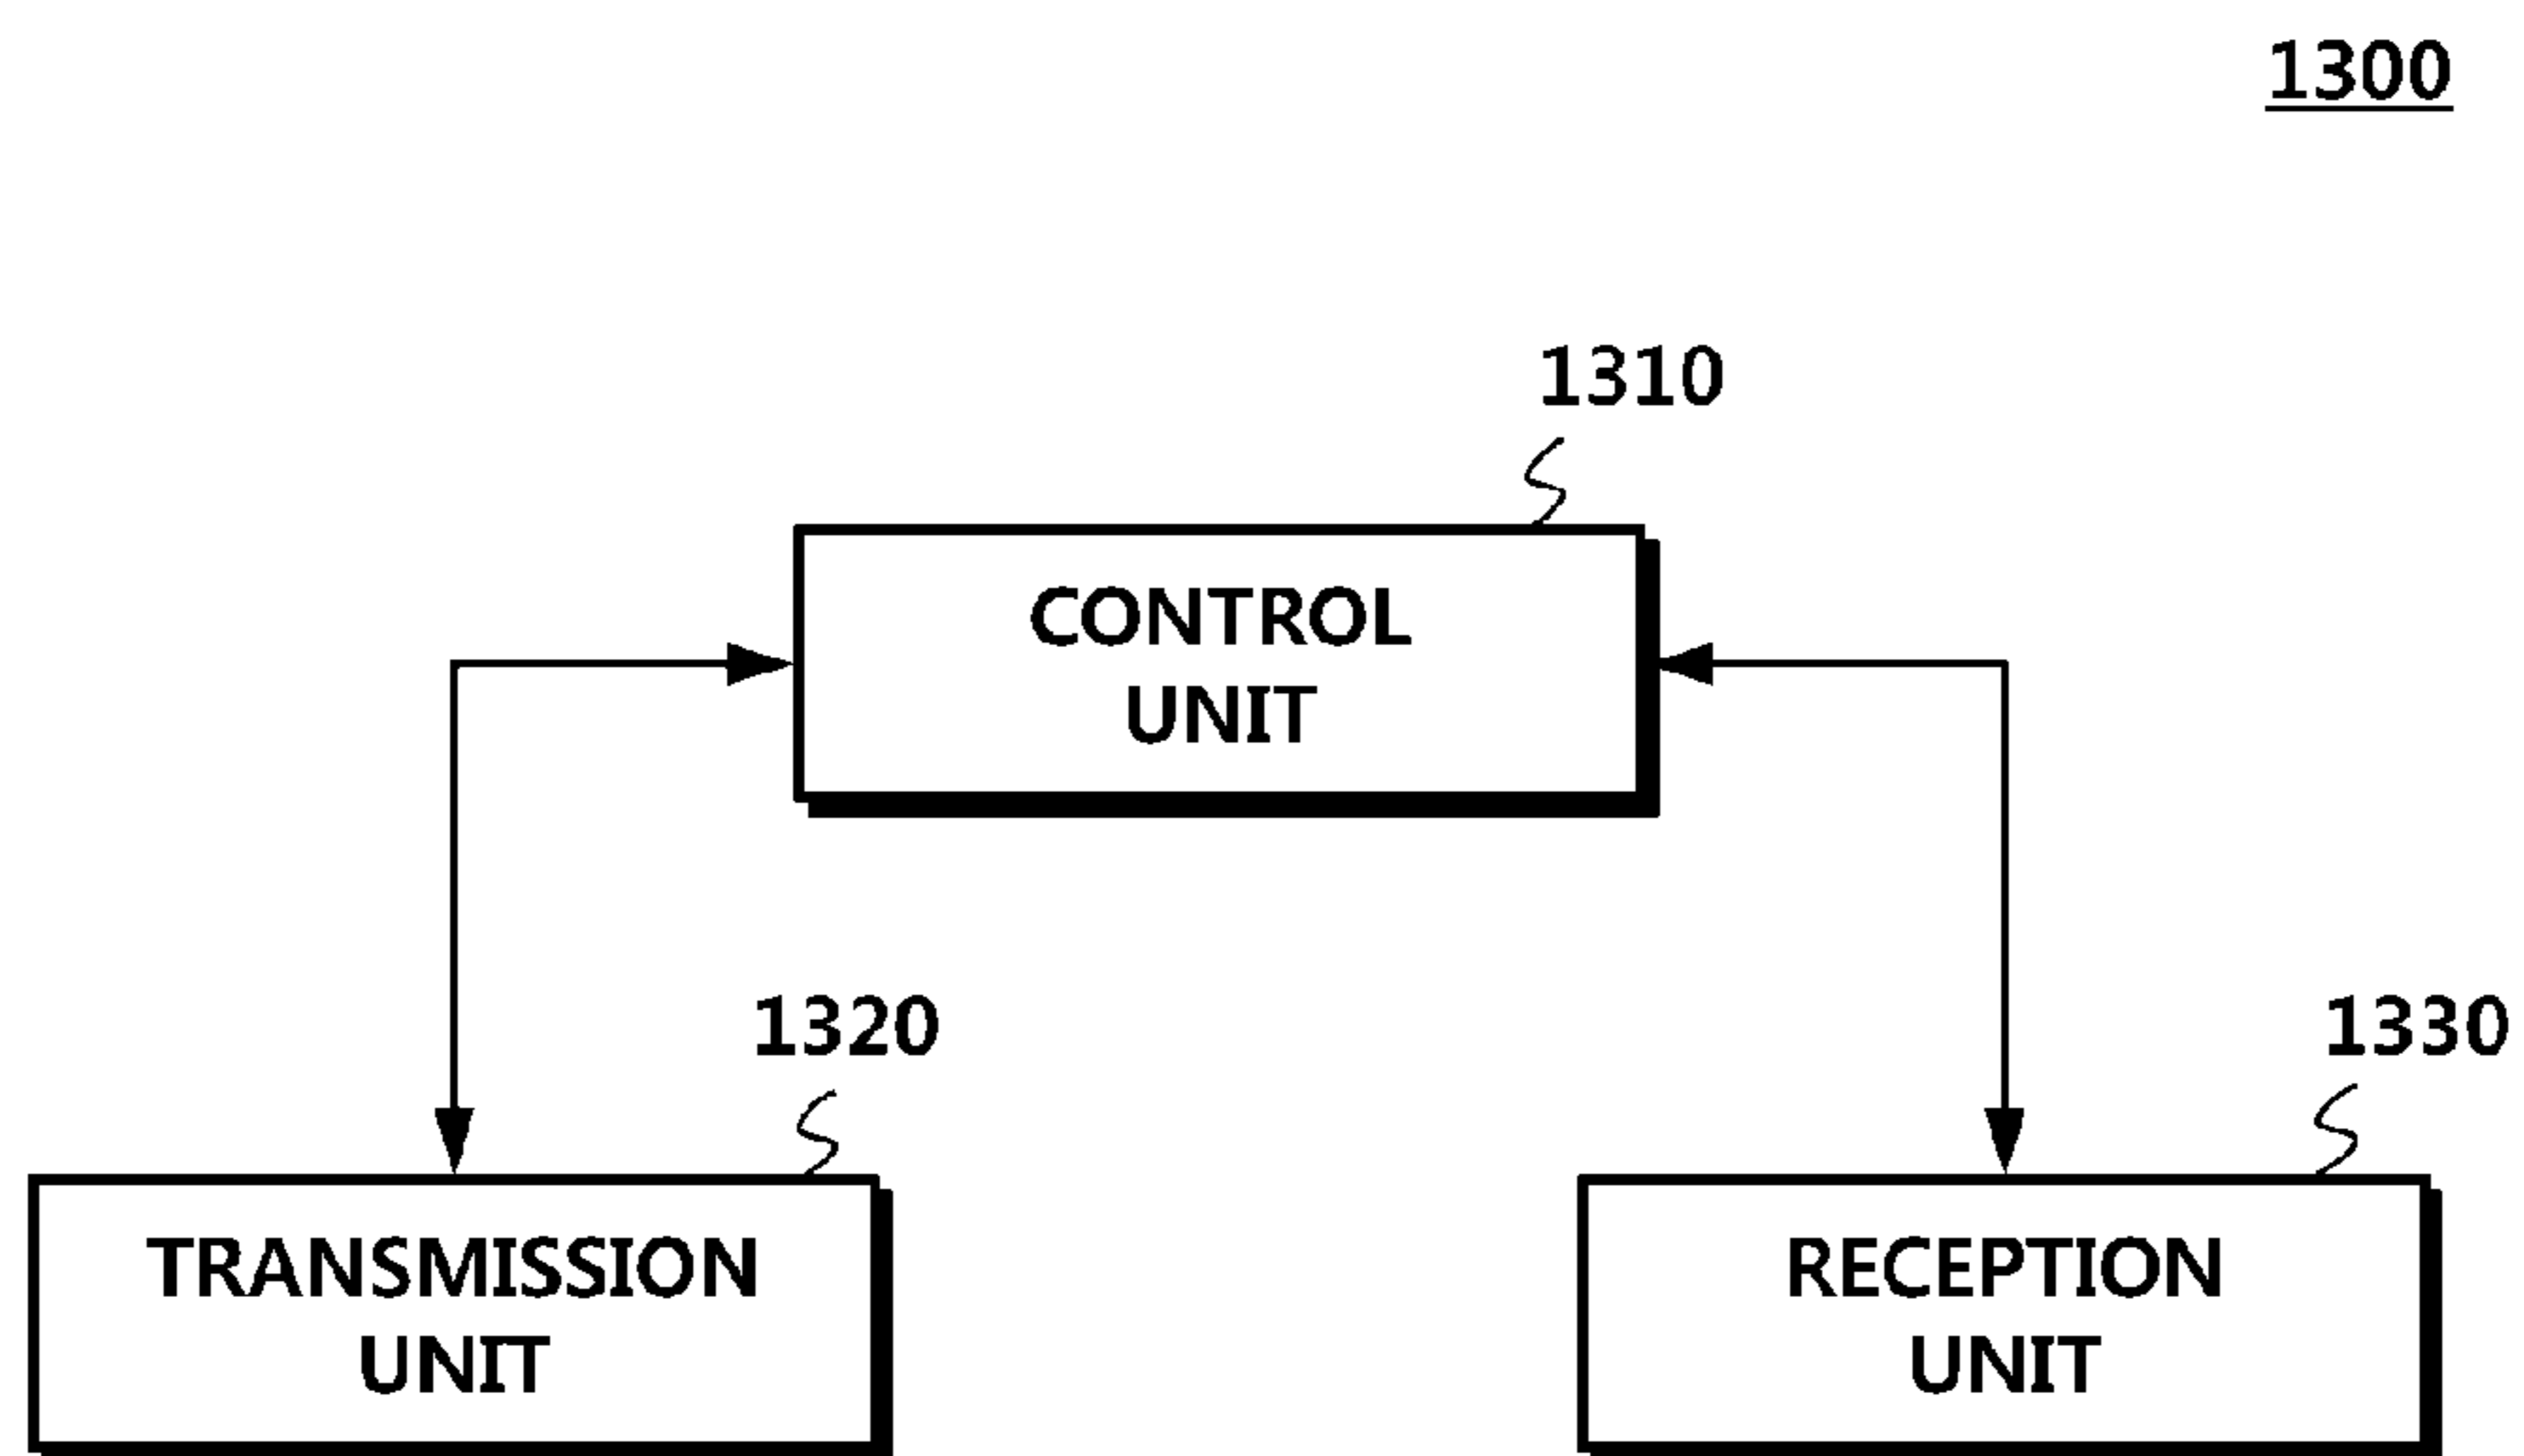 1300
1310
CONTROL
UNIT
1320
1330
TRANSMISSION
UNIT
RECEPTION
UNIT